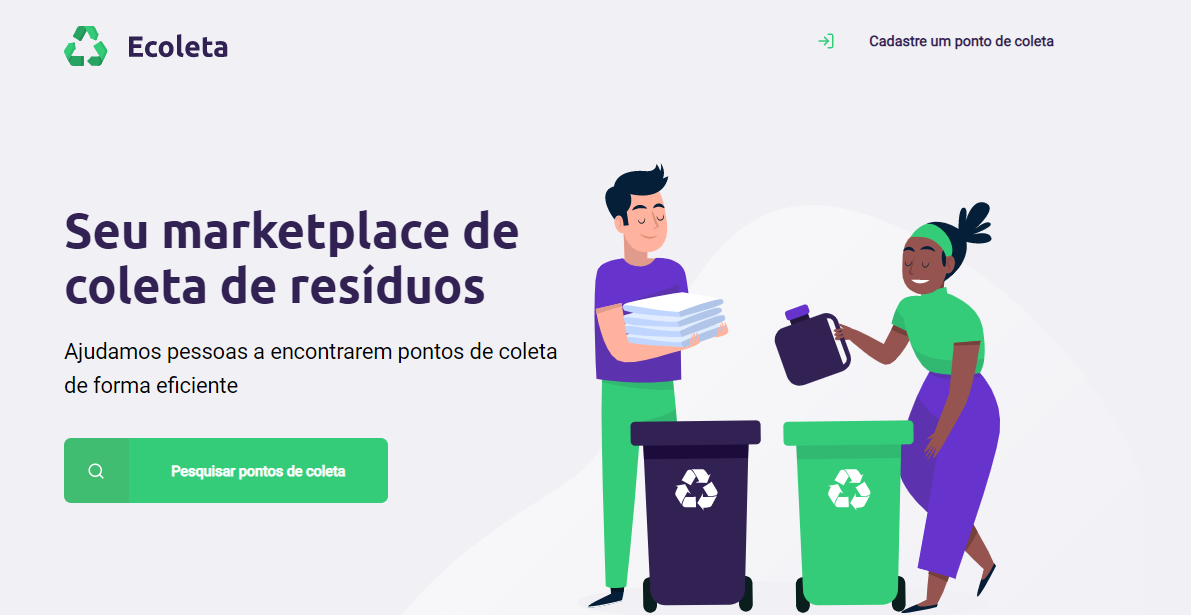 Ecoleta
Cadastre um ponto de coleta
Seu marketplace de
coleta de resíduos
Ajudamos pessoas a encontrarem pontos de coleta
de forma eficiente
Pesquisar pontos de coleta